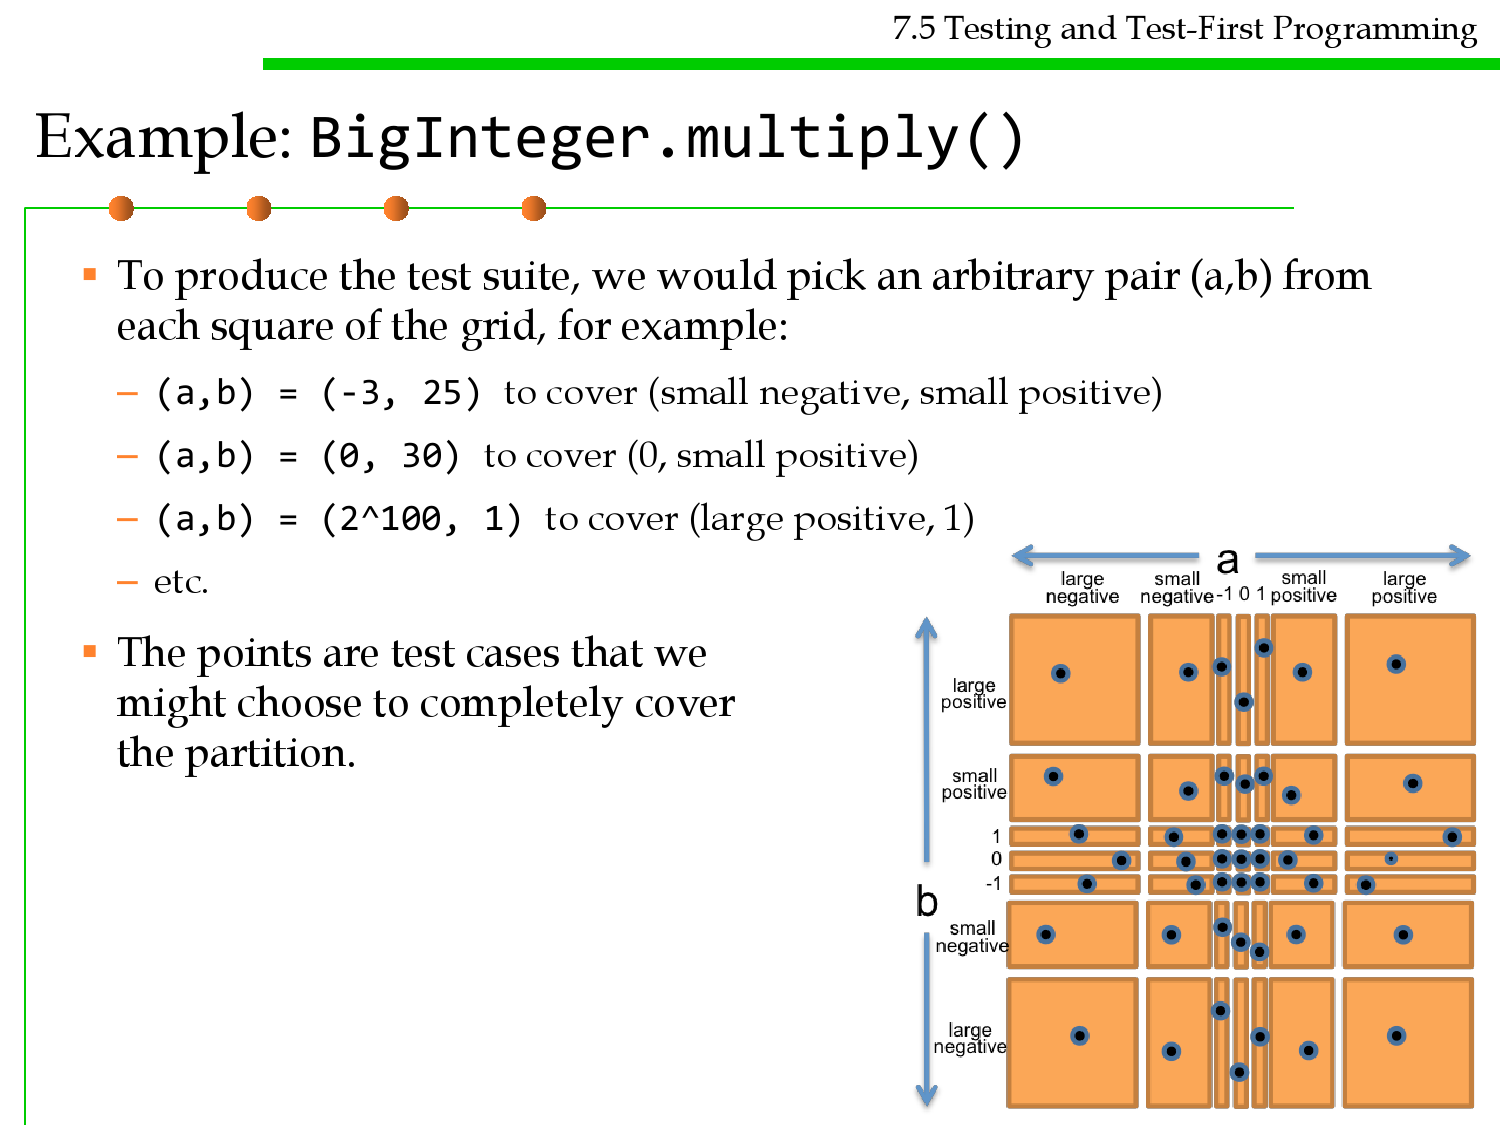 7.5 Testing and Test-First Programming
Example: BigInteger.multiply()
▪ To produce the test suite, we would pick an arbitrary pair (a,b) from
each square of the grid, for example:
– (a,b) = (-3, 25) to cover (small negative, small positive)
– (a,b) = (0, 30) to cover (0, small positive)
– (a,b) = (2^100, 1) to cover (large positive, 1)
– etc.
▪ The points are test cases that we
might choose to completely cover
the partition.
a
large
negative
small
negative
-1 0 1
small
positive
large
positive
b
large
positive
small
positive
1
0
-1
small
negative
large
negative